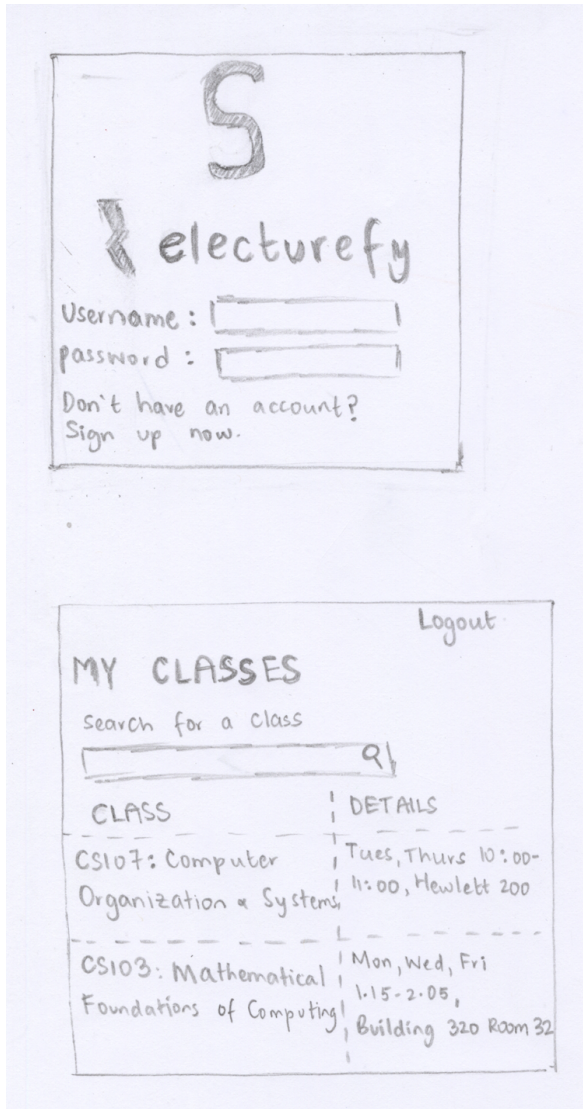 S
electurefy
Username:
password:
Don't have an account?
Sign up now.
Logout
MY CLASSES
search for a class
CLASS
DETAILS
CS107: Computer
Organization & Systems
Tues, Thurs 10:00-
11:00, Hewlett 200
CS103: Mathematical
Foundations of Computing
Mon, Wed, Fri
1.15-2.05,
Building 320 Room 32